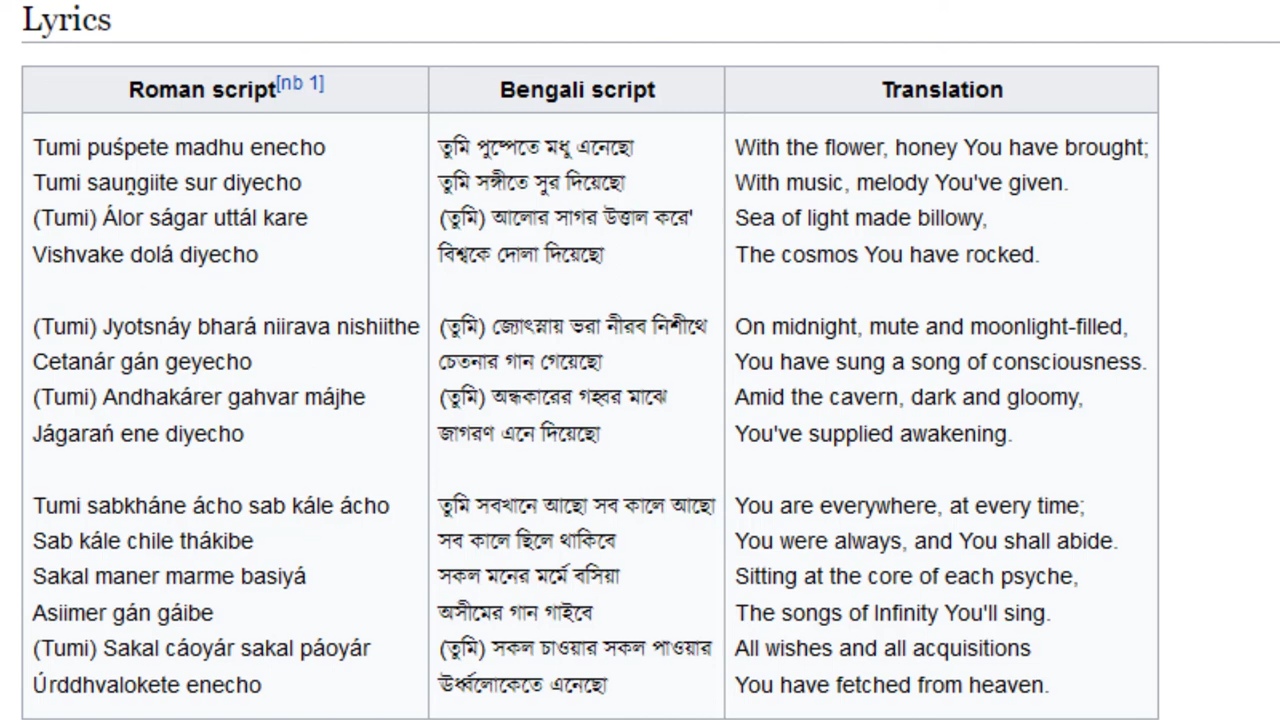 Lyrics
Roman script[nb 1] Bengali script Translation
Tumi puśpete madhu enecho তুমি পুষ্পেতে মধু এনেছো With the flower, honey You have brought;
Tumi sauṋgiite sur diyecho তুমি সঙ্গীতে সুর দিয়েছো With music, melody You've given.
(Tumi) Álor ságar uttál kare (তুমি) আলোর সাগর উত্তাল করে' Sea of light made billowy,
Vishvake dolá diyecho বিশ্বকে দোলা দিয়েছো The cosmos You have rocked.
(Tumi) Jyotsnáy bhará niirava nishiithe (তুমি) জ্যোৎস্নায় ভরা নীরব নিশীথে On midnight, mute and moonlight-filled,
Cetanár gán geyecho চেতনার গান গেয়েছো You have sung a song of consciousness.
(Tumi) Andhakárer gahvar májhe (তুমি) অন্ধকারের গহ্বর মাঝে Amid the cavern, dark and gloomy,
Jágarań ene diyecho জাগরণ এনে দিয়েছো You've supplied awakening.
Tumi sabkháne ácho sab kále ácho তুমি সবখানে আছো সব কালে আছো You are everywhere, at every time;
Sab kále chile thákibe সব কালে ছিলে থাকিবে You were always, and You shall abide.
Sakal maner marme basiyá সকল মনের মর্মে বসিয়া Sitting at the core of each psyche,
Asiimer gán gáibe অসীমের গান গাইবে The songs of Infinity You'll sing.
(Tumi) Sakal cáoyár sakal páoyár (তুমি) সকল চাওয়ার সকল পাওয়ার All wishes and all acquisitions
Úrddhvalokete enecho ঊর্ধ্বলোকেতে এনেছো You have fetched from heaven.